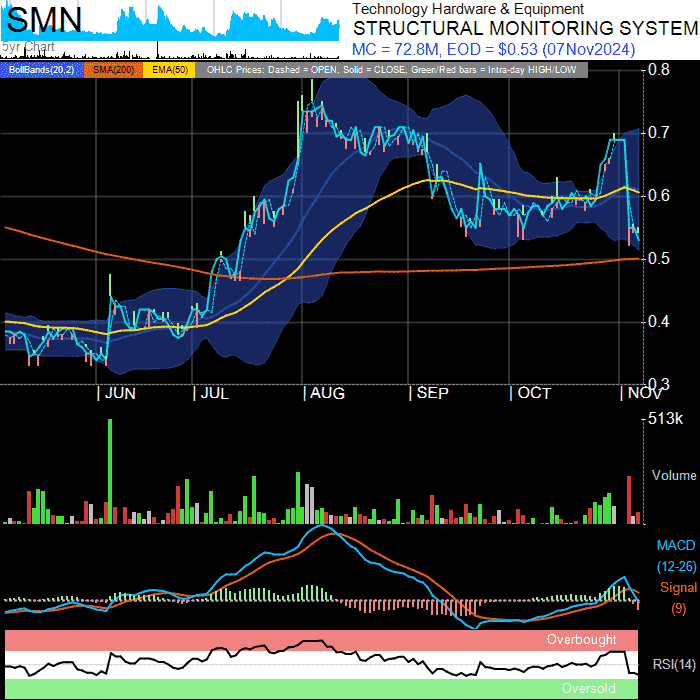 SMN
5yr Chart
Technology Hardware & Equipment
STRUCTURAL MONITORING SYSTEM
MC = 72.8M, EOD = $0.53 (07Nov2024)
BollBands(20,2) SMA(200) EMA(50) OHLC Prices: Dashed = OPEN, Solid = CLOSE, Green/Red bars = Intra-day HIGH/LOW
0.8
0.7
0.6
0.5
0.4
0.3
JUN JUL AUG SEP OCT NOV
513k
Volume
MACD
(12-26)
Signal
(9)
Overbought
RSI(14)
Oversold